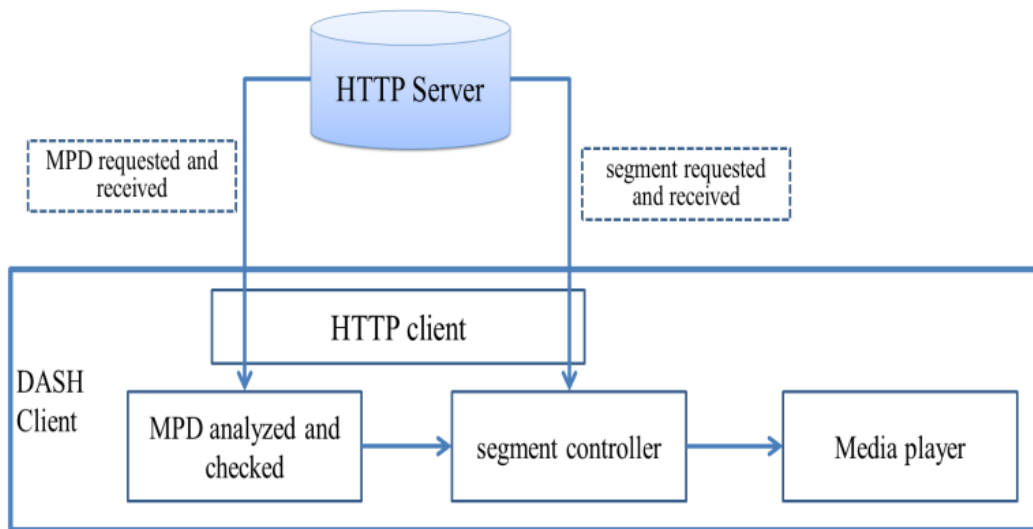 HTTP Server
MPD requested and
received
segment requested
and received
HTTP client
DASH
Client
MPD analyzed and
checked
segment controller
Media player